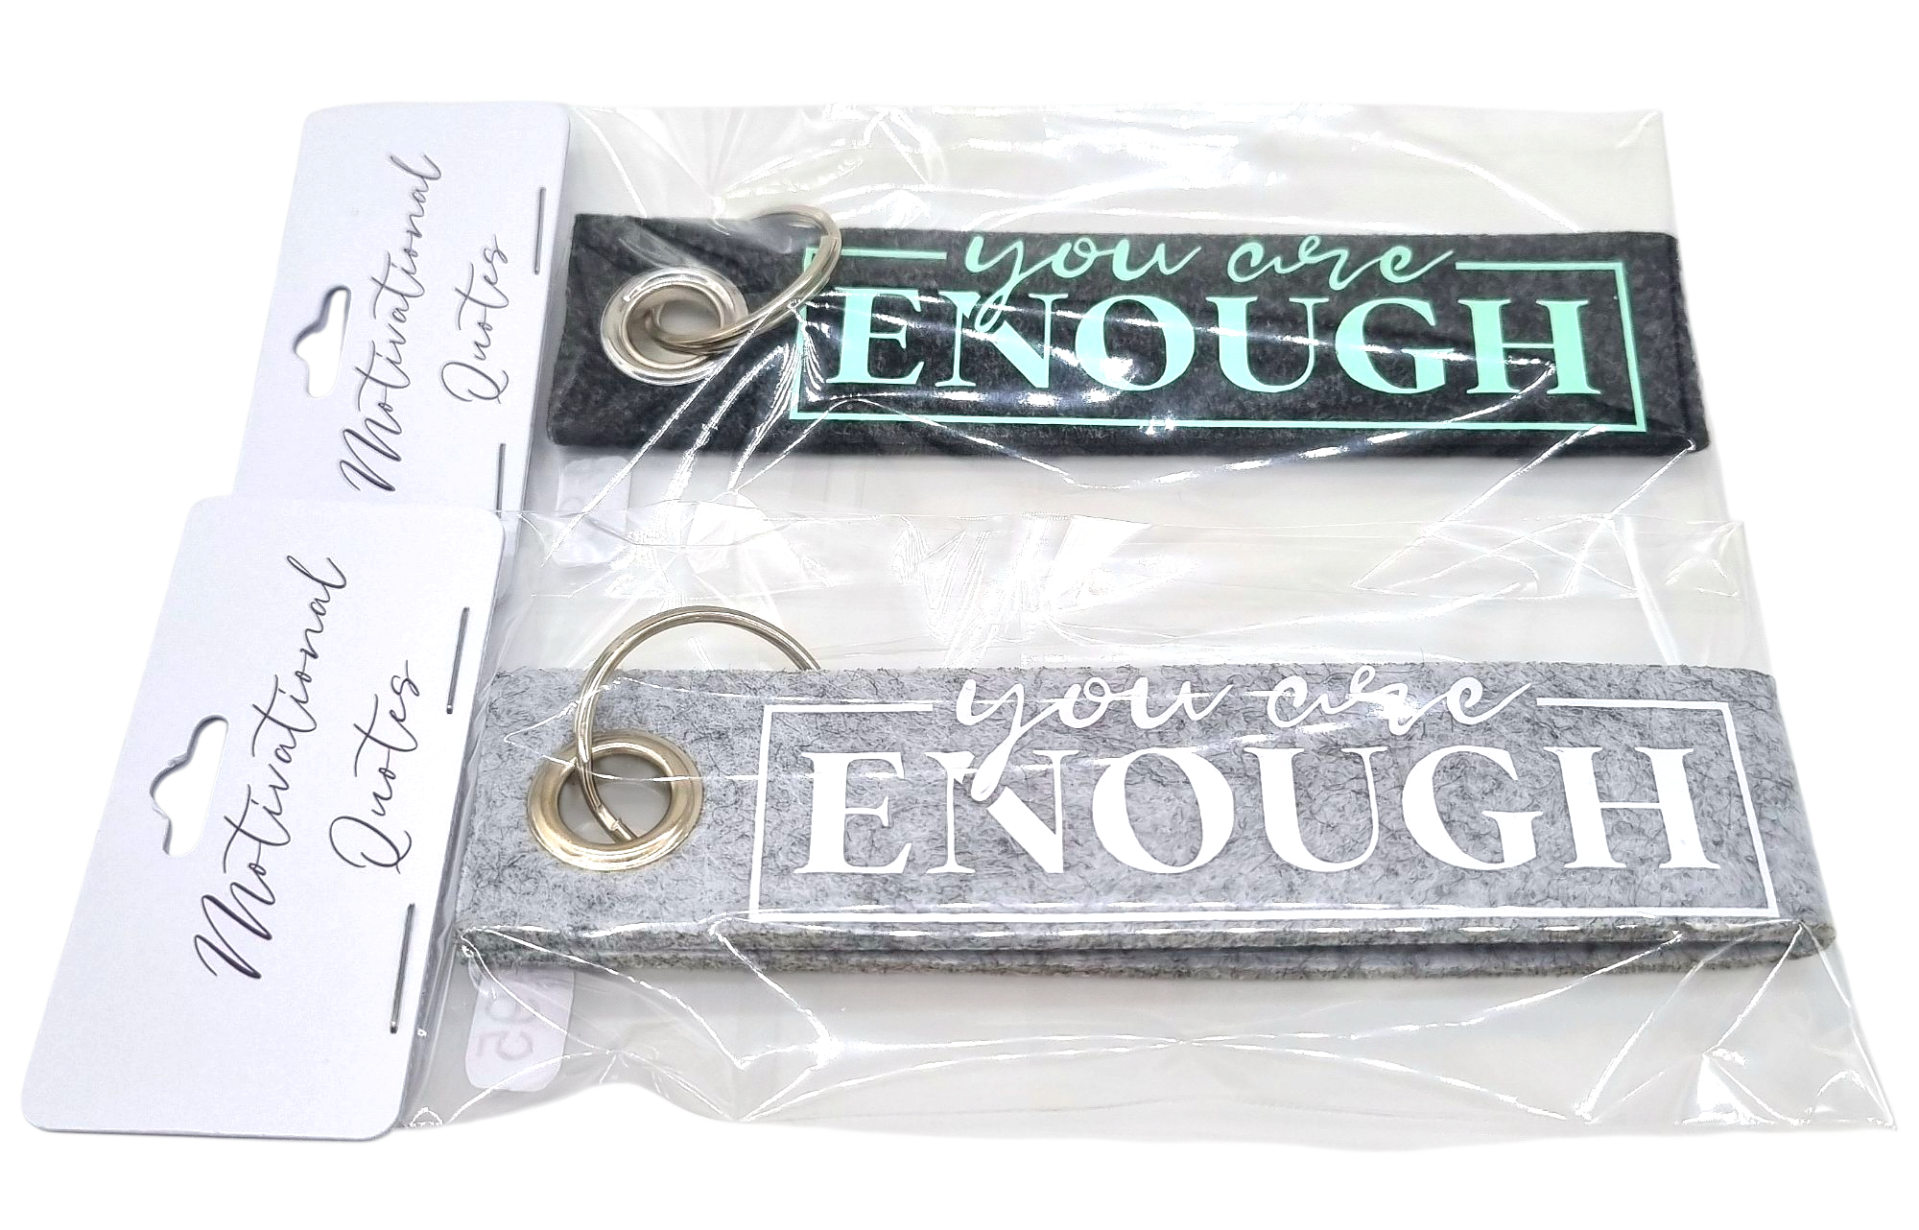 Motivational
Quotes
you are
ENOUGH
Motivational
Quotes
you are
ENOUGH